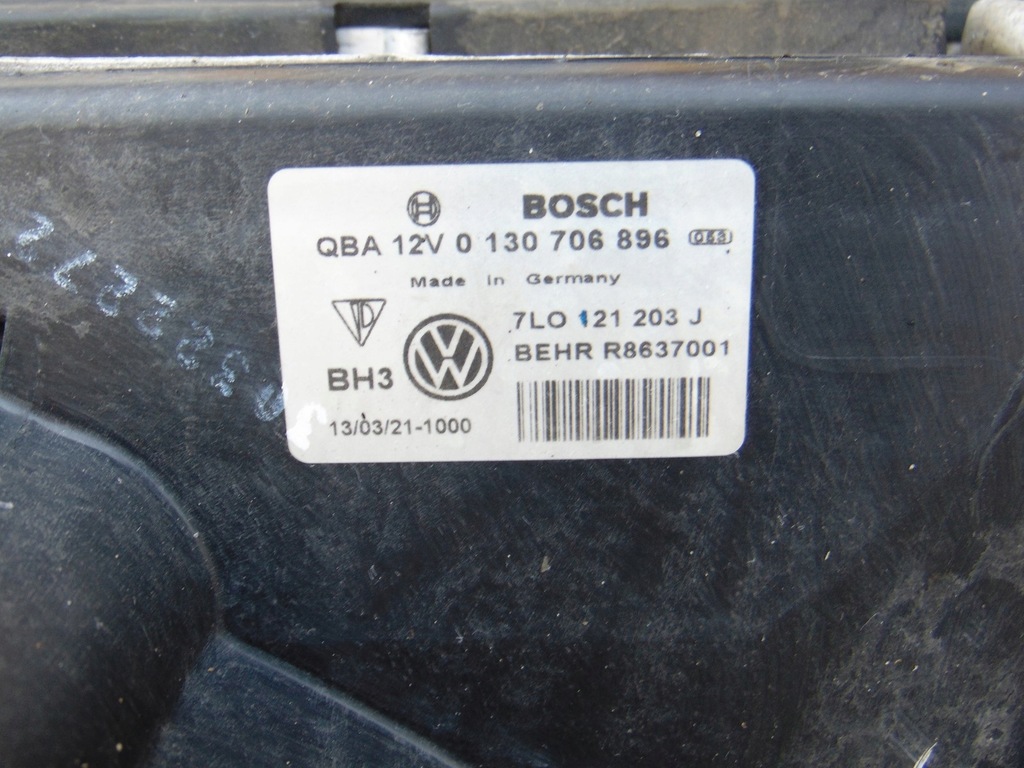 BOSCH
QBA 12V 0 130 706 896
Made in Germany
7LO 121 203 J
BEHR R8637001
BH3
13/03/21-1000